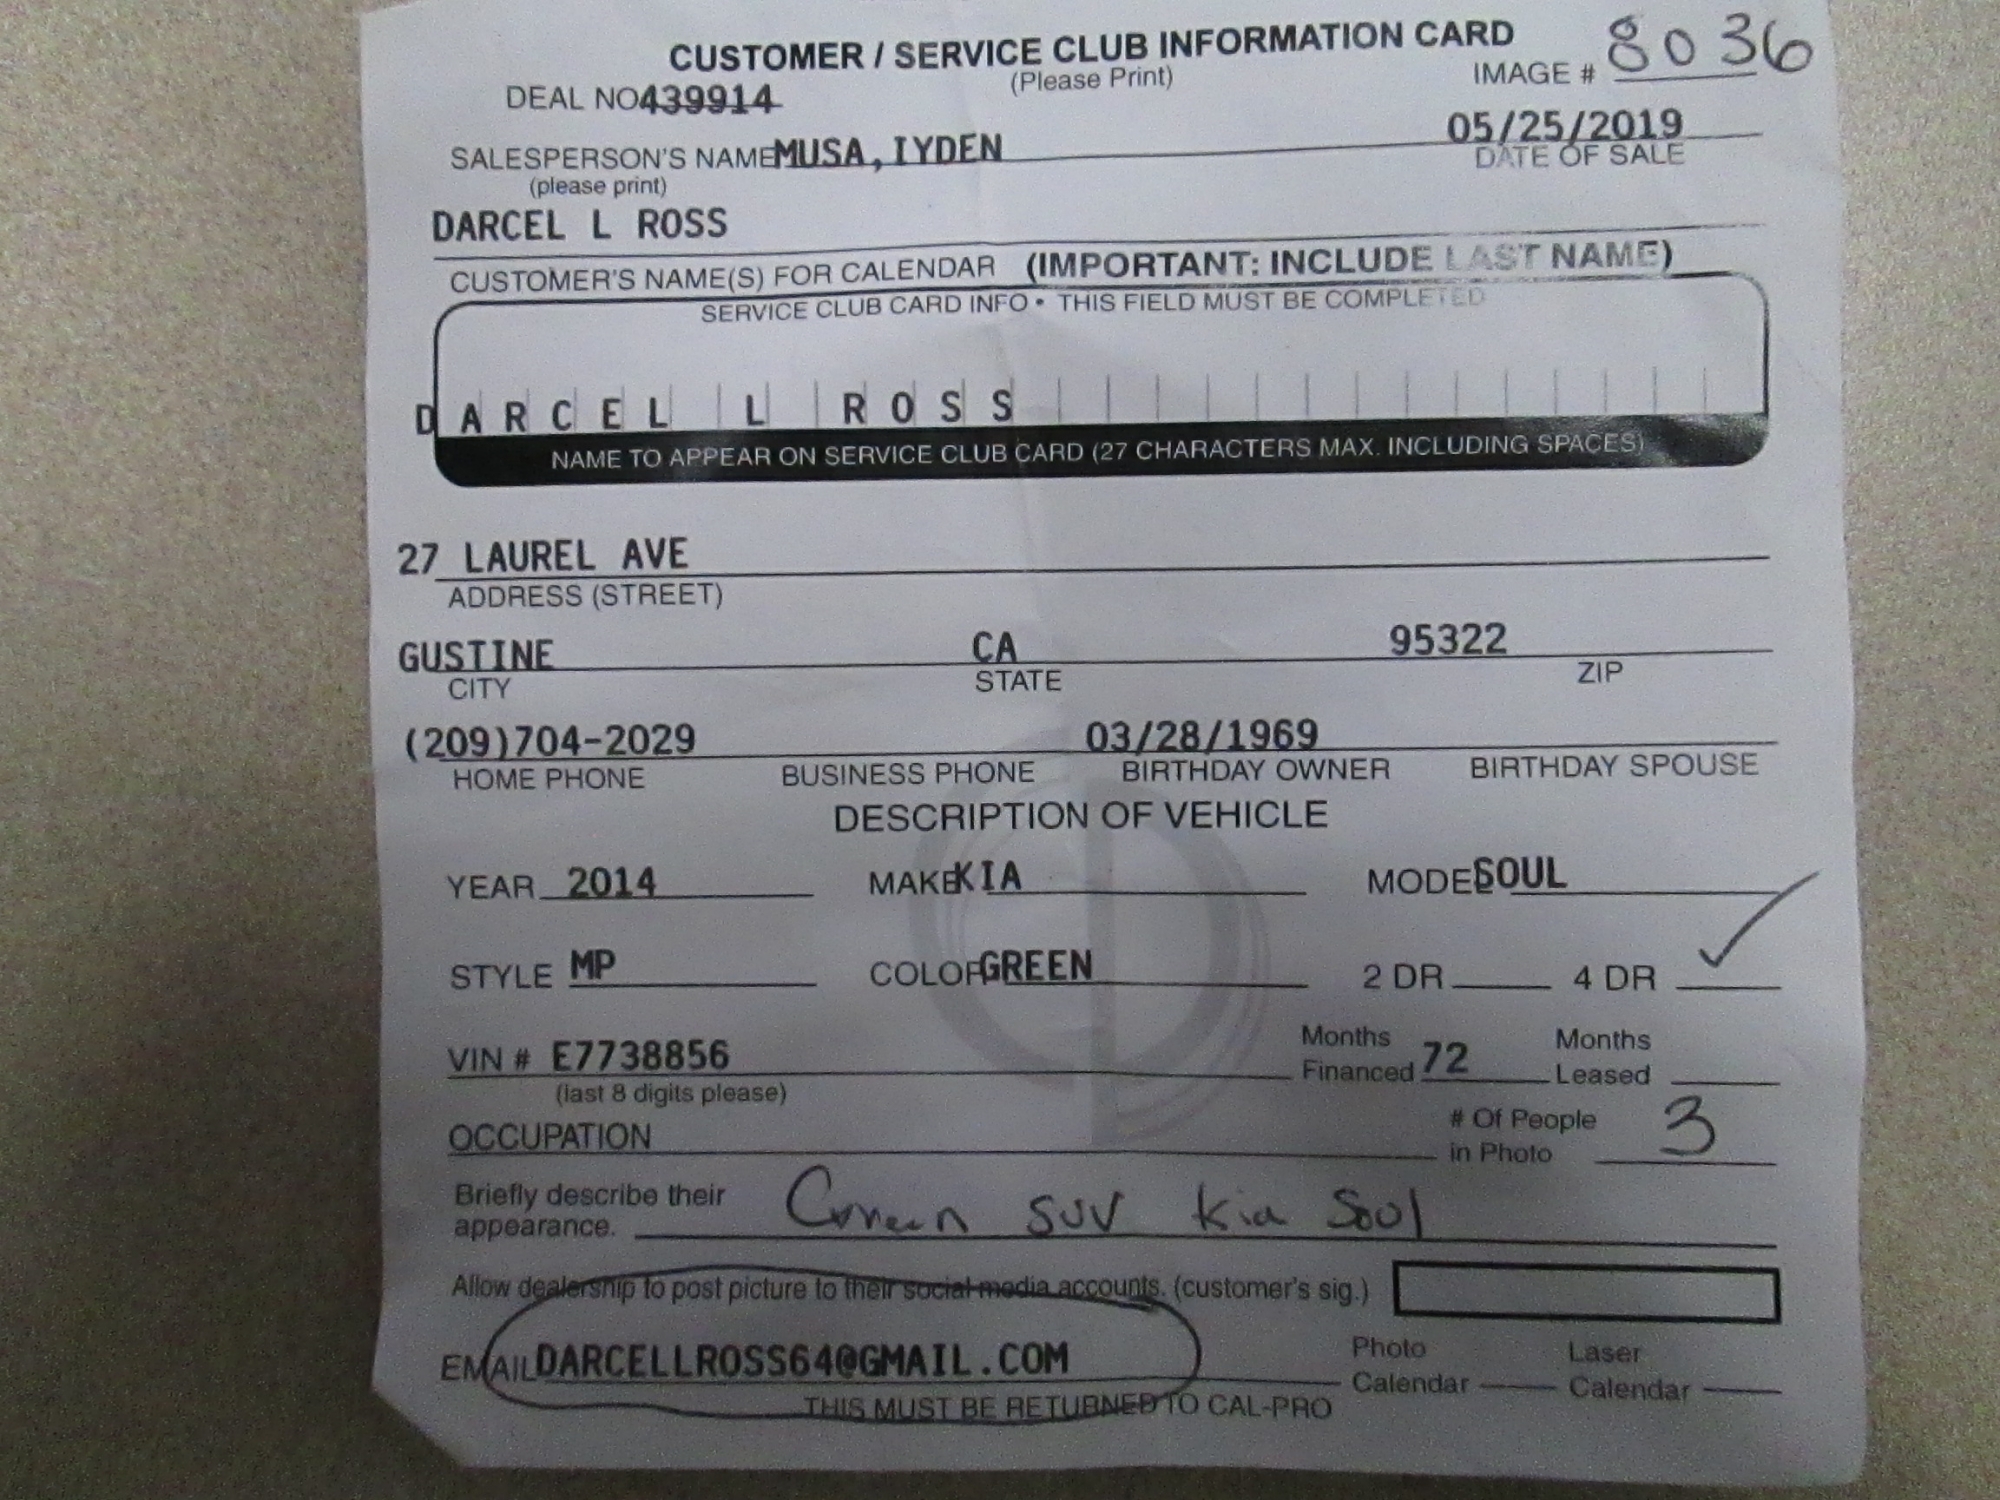 CUSTOMER / SERVICE CLUB INFORMATION CARD
(Please Print)
IMAGE # 8036
DEAL NO 439914
SALESPERSON'S NAME MUSA, IYDEN
05/25/2019
(please print)
DATE OF SALE
DARCEL L ROSS
CUSTOMER'S NAME(S) FOR CALENDAR (IMPORTANT: INCLUDE LAST NAME)
SERVICE CLUB CARD INFO • THIS FIELD MUST BE COMPLETED
DARCEL L ROSS
NAME TO APPEAR ON SERVICE CLUB CARD (27 CHARACTERS MAX. INCLUDING SPACES)
27 LAUREL AVE
ADDRESS (STREET)
GUSTINE CA 95322
CITY STATE ZIP
(209)704-2029 03/28/1969
HOME PHONE BUSINESS PHONE BIRTHDAY OWNER BIRTHDAY SPOUSE
DESCRIPTION OF VEHICLE
YEAR 2014 MAKE KIA MODEL SOUL
STYLE MP COLOR GREEN 2 DR 4 DR ✓
VIN # E7738856 Months Financed 72 Months Leased
(last 8 digits please)
OCCUPATION # Of People in Photo 3
Briefly describe their appearance. Green SUV Kia Soul
Allow dealership to post picture to their social media accounts. (customer's sig.)
EMAIL DARCELLROSS64@GMAIL.COM Photo Calendar Laser Calendar
THIS MUST BE RETURNED TO CAL-PRO